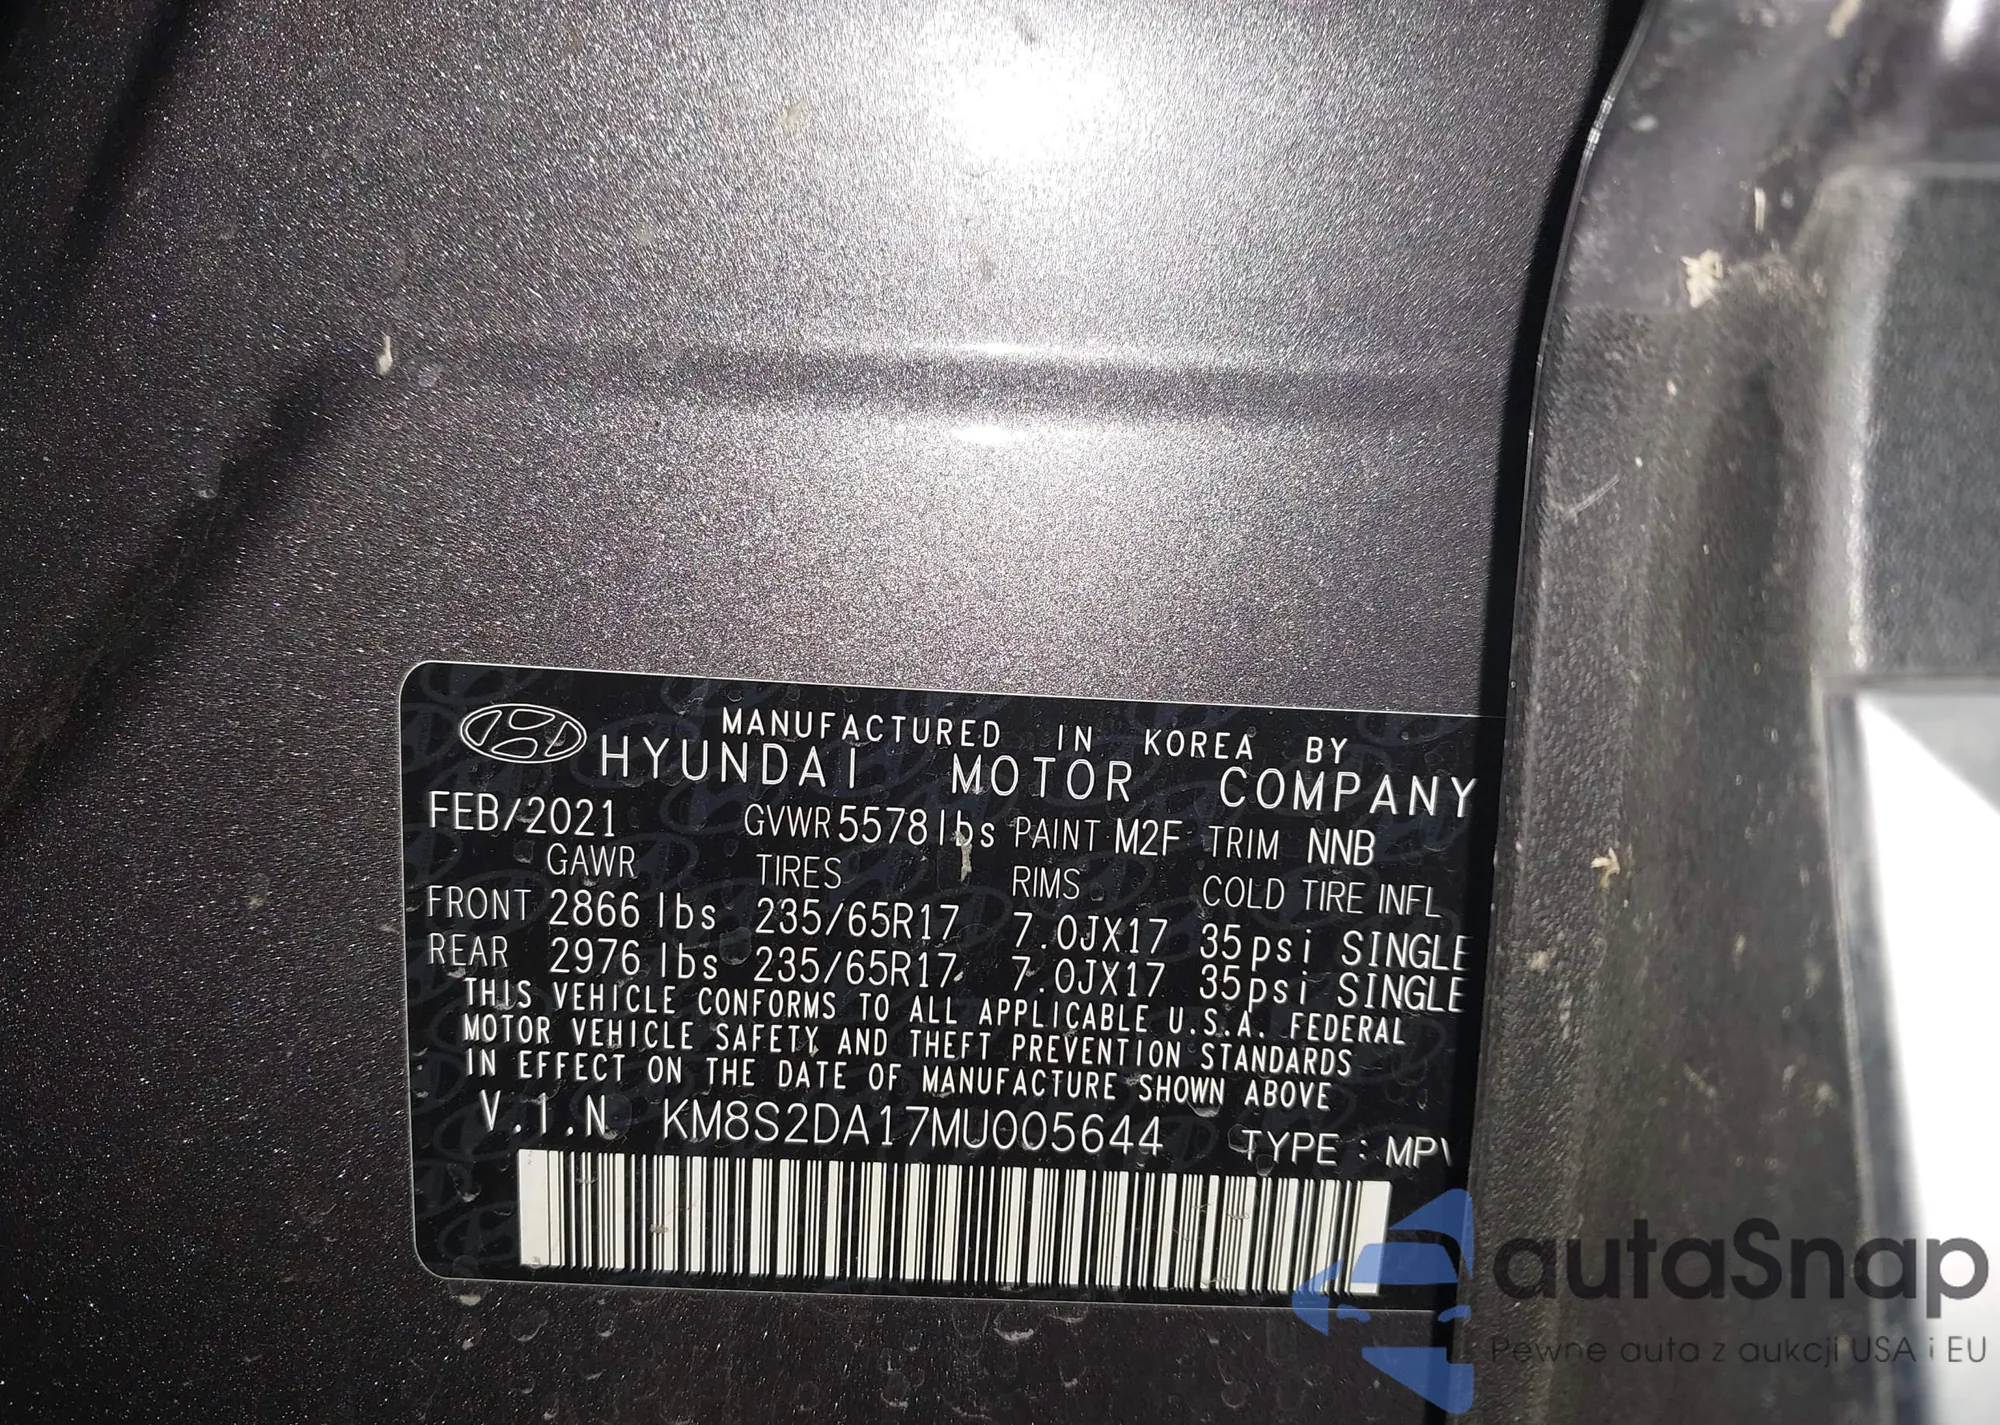 MANUFACTURED IN KOREA BY
HYUNDAI MOTOR COMPANY
FEB/2021 GVWR 5578 lbs PAINT M2F TRIM NNB
GAWR TIRES RIMS COLD TIRE INFL
FRONT 2866 lbs 235/65R17 7.0JX17 35psi SINGLE
REAR 2976 lbs 235/65R17 7.0JX17 35psi SINGLE
THIS VEHICLE CONFORMS TO ALL APPLICABLE U.S.A. FEDERAL
MOTOR VEHICLE SAFETY AND THEFT PREVENTION STANDARDS
IN EFFECT ON THE DATE OF MANUFACTURE SHOWN ABOVE
V.I.N KM8S2DA17MU005644 TYPE : MPV
autaSnap
Pewne auta z aukcji USA i EU